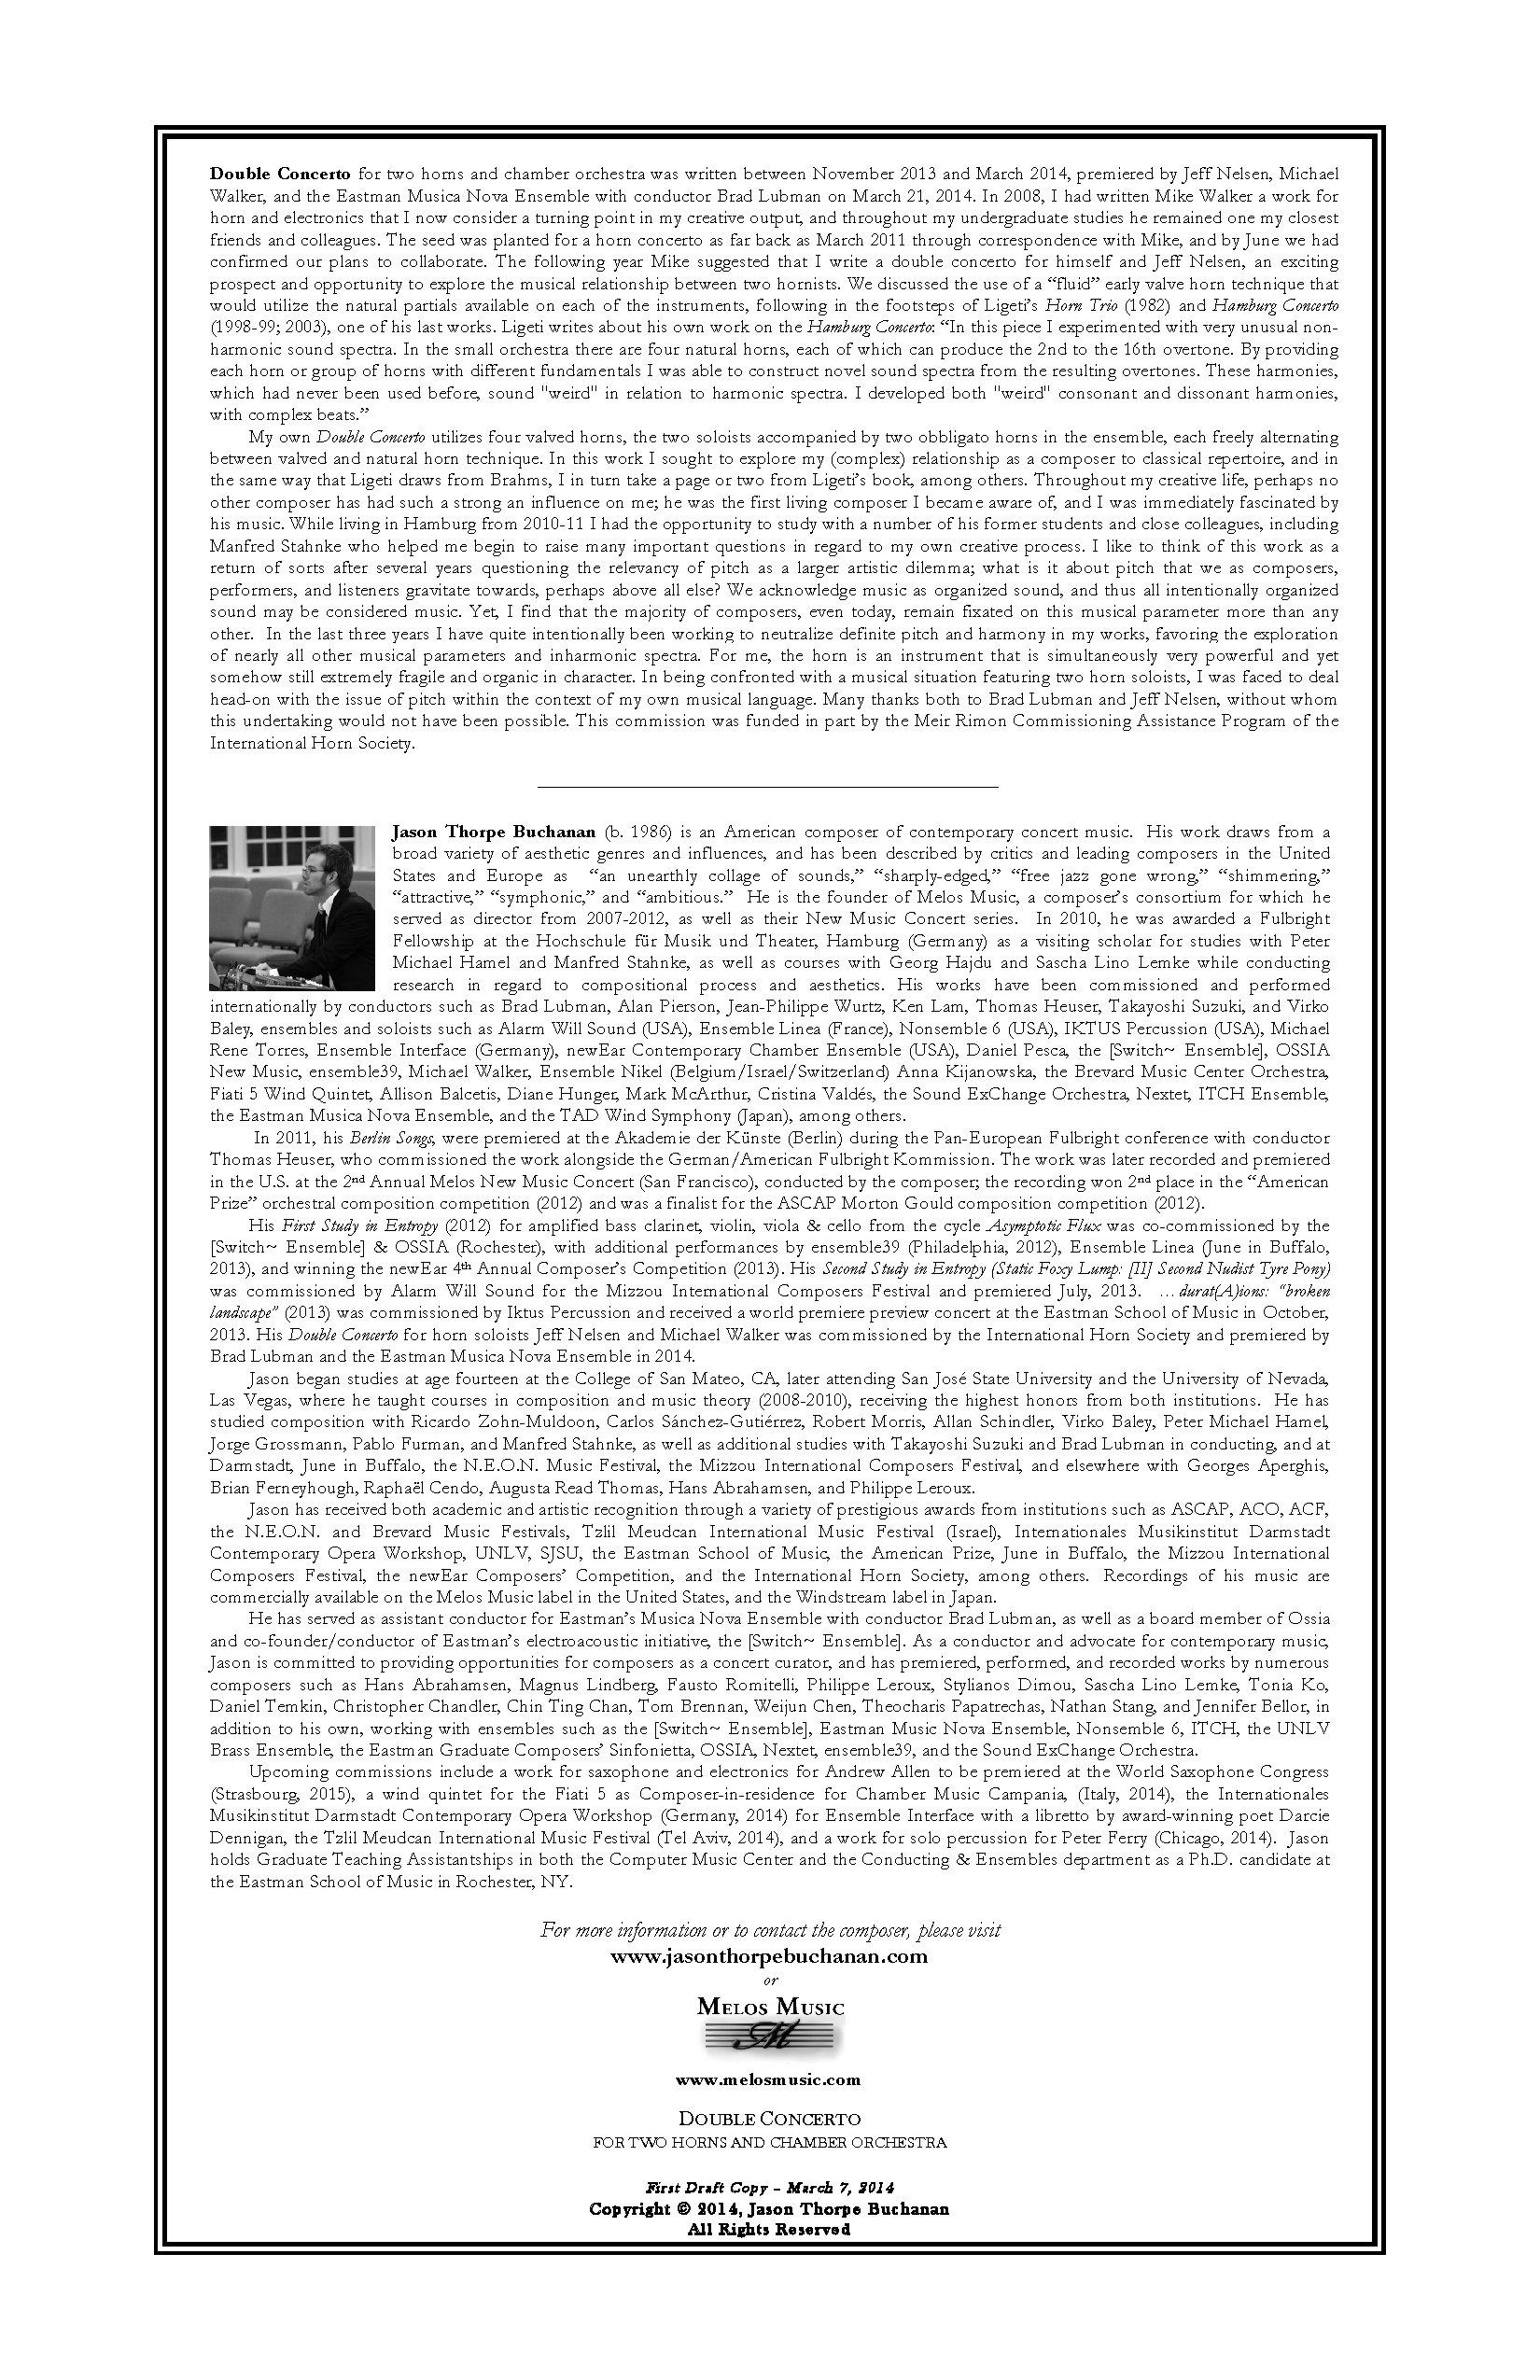 Double Concerto for two horns and chamber orchestra was written between November 2013 and March 2014, premiered by Jeff Nelsen, Michael
Walker, and the Eastman Musica Nova Ensemble with conductor Brad Lubman on March 21, 2014. In 2008, I had written Mike Walker a work for
horn and electronics that I now consider a turning point in my creative output, and throughout my undergraduate studies he remained one my closest
friends and colleagues. The seed was planted for a horn concerto as far back as March 2011 through correspondence with Mike, and by June we had
confirmed our plans to collaborate. The following year Mike suggested that I write a double concerto for himself and Jeff Nelsen, an exciting
prospect and opportunity to explore the musical relationship between two hornists. We discussed the use of a “fluid” early valve horn technique that
would utilize the natural partials available on each of the instruments, following in the footsteps of Ligeti’s Horn Trio (1982) and Hamburg Concerto
(1998-99; 2003), one of his last works. Ligeti writes about his own work on the Hamburg Concerto: “In this piece I experimented with very unusual non-
harmonic sound spectra. In the small orchestra there are four natural horns, each of which can produce the 2nd to the 16th overtone. By providing
each horn or group of horns with different fundamentals I was able to construct novel sound spectra from the resulting overtones. These harmonies,
which had never been used before, sound "weird" in relation to harmonic spectra. I developed both "weird" consonant and dissonant harmonies,
with complex beats.”
My own Double Concerto utilizes four valved horns, the two soloists accompanied by two obbligato horns in the ensemble, each freely alternating
between valved and natural horn technique. In this work I sought to explore my (complex) relationship as a composer to classical repertoire, and in
the same way that Ligeti draws from Brahms, I in turn take a page or two from Ligeti’s book, among others. Throughout my creative life, perhaps no
other composer has had such a strong an influence on me; he was the first living composer I became aware of, and I was immediately fascinated by
his music. While living in Hamburg from 2010-11 I had the opportunity to study with a number of his former students and close colleagues, including
Manfred Stahnke who helped me begin to raise many important questions in regard to my own creative process. I like to think of this work as a
return of sorts after several years questioning the relevancy of pitch as a larger artistic dilemma; what is it about pitch that we as composers,
performers, and listeners gravitate towards, perhaps above all else? We acknowledge music as organized sound, and thus all intentionally organized
sound may be considered music. Yet, I find that the majority of composers, even today, remain fixated on this musical parameter more than any
other. In the last three years I have quite intentionally been working to neutralize definite pitch and harmony in my works, favoring the exploration
of nearly all other musical parameters and inharmonic spectra. For me, the horn is an instrument that is simultaneously very powerful and yet
somehow still extremely fragile and organic in character. In being confronted with a musical situation featuring two horn soloists, I was faced to deal
head-on with the issue of pitch within the context of my own musical language. Many thanks both to Brad Lubman and Jeff Nelsen, without whom
this undertaking would not have been possible. This commission was funded in part by the Meir Rimon Commissioning Assistance Program of the
International Horn Society.
Jason Thorpe Buchanan (b. 1986) is an American composer of contemporary concert music. His work draws from a
broad variety of aesthetic genres and influences, and has been described by critics and leading composers in the United
States and Europe as “an unearthly collage of sounds,” “sharply-edged,” “free jazz gone wrong,” “shimmering,”
“attractive,” “symphonic,” and “ambitious.” He is the founder of Melos Music, a composer’s consortium for which he
served as director from 2007-2012, as well as their New Music Concert series. In 2010, he was awarded a Fulbright
Fellowship at the Hochschule für Musik und Theater, Hamburg (Germany) as a visiting scholar for studies with Peter
Michael Hamel and Manfred Stahnke, as well as courses with Georg Hajdu and Sascha Lino Lemke while conducting
research in regard to compositional process and aesthetics. His works have been commissioned and performed
internationally by conductors such as Brad Lubman, Alan Pierson, Jean-Philippe Wurtz, Ken Lam, Thomas Heuser, Takayoshi Suzuki, and Virko
Baley, ensembles and soloists such as Alarm Will Sound (USA), Ensemble Linea (France), Nonsemble 6 (USA), IKTUS Percussion (USA), Michael
Rene Torres, Ensemble Interface (Germany), newEar Contemporary Chamber Ensemble (USA), Daniel Pesca, the [Switch~ Ensemble], OSSIA
New Music, ensemble39, Michael Walker, Ensemble Nikel (Belgium/Israel/Switzerland) Anna Kijanowska, the Brevard Music Center Orchestra,
Fiati 5 Wind Quintet, Allison Balcetis, Diane Hunger, Mark McArthur, Cristina Valdés, the Sound ExChange Orchestra, Nextet, ITCH Ensemble,
the Eastman Musica Nova Ensemble, and the TAD Wind Symphony (Japan), among others.
In 2011, his Berlin Songs, were premiered at the Akademie der Künste (Berlin) during the Pan-European Fulbright conference with conductor
Thomas Heuser, who commissioned the work alongside the German/American Fulbright Kommission. The work was later recorded and premiered
in the U.S. at the 2nd Annual Melos New Music Concert (San Francisco), conducted by the composer; the recording won 2nd place in the “American
Prize” orchestral composition competition (2012) and was a finalist for the ASCAP Morton Gould composition competition (2012).
His First Study in Entropy (2012) for amplified bass clarinet, violin, viola & cello from the cycle Asymptotic Flux was co-commissioned by the
[Switch~ Ensemble] & OSSIA (Rochester), with additional performances by ensemble39 (Philadelphia, 2012), Ensemble Linea (June in Buffalo,
2013), and winning the newEar 4th Annual Composer’s Competition (2013). His Second Study in Entropy (Static Foxy Lump: [II] Second Nudist Tyre Pony)
was commissioned by Alarm Will Sound for the Mizzou International Composers Festival and premiered July, 2013. …durat(A)ions: “broken
landscape” (2013) was commissioned by Iktus Percussion and received a world premiere preview concert at the Eastman School of Music in October,
2013. His Double Concerto for horn soloists Jeff Nelsen and Michael Walker was commissioned by the International Horn Society and premiered by
Brad Lubman and the Eastman Musica Nova Ensemble in 2014.
Jason began studies at age fourteen at the College of San Mateo, CA, later attending San José State University and the University of Nevada,
Las Vegas, where he taught courses in composition and music theory (2008-2010), receiving the highest honors from both institutions. He has
studied composition with Ricardo Zohn-Muldoon, Carlos Sánchez-Gutiérrez, Robert Morris, Allan Schindler, Virko Baley, Peter Michael Hamel,
Jorge Grossmann, Pablo Furman, and Manfred Stahnke, as well as additional studies with Takayoshi Suzuki and Brad Lubman in conducting, and at
Darmstadt, June in Buffalo, the N.E.O.N. Music Festival, the Mizzou International Composers Festival, and elsewhere with Georges Aperghis,
Brian Ferneyhough, Raphaël Cendo, Augusta Read Thomas, Hans Abrahamsen, and Philippe Leroux.
Jason has received both academic and artistic recognition through a variety of prestigious awards from institutions such as ASCAP, ACO, ACF,
the N.E.O.N. and Brevard Music Festivals, Tzlil Meudcan International Music Festival (Israel), Internationales Musikinstitut Darmstadt
Contemporary Opera Workshop, UNLV, SJSU, the Eastman School of Music, the American Prize, June in Buffalo, the Mizzou International
Composers Festival, the newEar Composers’ Competition, and the International Horn Society, among others. Recordings of his music are
commercially available on the Melos Music label in the United States, and the Windstream label in Japan.
He has served as assistant conductor for Eastman’s Musica Nova Ensemble with conductor Brad Lubman, as well as a board member of Ossia
and co-founder/conductor of Eastman’s electroacoustic initiative, the [Switch~ Ensemble]. As a conductor and advocate for contemporary music,
Jason is committed to providing opportunities for composers as a concert curator, and has premiered, performed, and recorded works by numerous
composers such as Hans Abrahamsen, Magnus Lindberg, Fausto Romitelli, Philippe Leroux, Stylianos Dimou, Sascha Lino Lemke, Tonia Ko,
Daniel Temkin, Christopher Chandler, Chin Ting Chan, Tom Brennan, Weijun Chen, Theocharis Papatrechas, Nathan Stang, and Jennifer Bellor, in
addition to his own, working with ensembles such as the [Switch~ Ensemble], Eastman Music Nova Ensemble, Nonsemble 6, ITCH, the UNLV
Brass Ensemble, the Eastman Graduate Composers’ Sinfonietta, OSSIA, Nextet, ensemble39, and the Sound ExChange Orchestra.
Upcoming commissions include a work for saxophone and electronics for Andrew Allen to be premiered at the World Saxophone Congress
(Strasbourg, 2015), a wind quintet for the Fiati 5 as Composer-in-residence for Chamber Music Campania, (Italy, 2014), the Internationales
Musikinstitut Darmstadt Contemporary Opera Workshop (Germany, 2014) for Ensemble Interface with a libretto by award-winning poet Darcie
Dennigan, the Tzlil Meudcan International Music Festival (Tel Aviv, 2014), and a work for solo percussion for Peter Ferry (Chicago, 2014). Jason
holds Graduate Teaching Assistantships in both the Computer Music Center and the Conducting & Ensembles department as a Ph.D. candidate at
the Eastman School of Music in Rochester, NY.
For more information or to contact the composer, please visit
www.jasonthorpebuchanan.com
or
MELOS MUSIC
M
www.melosmusic.com
DOUBLE CONCERTO
FOR TWO HORNS AND CHAMBER ORCHESTRA
First Draft Copy – March 7, 2014
Copyright © 2014, Jason Thorpe Buchanan
All Rights Reserved